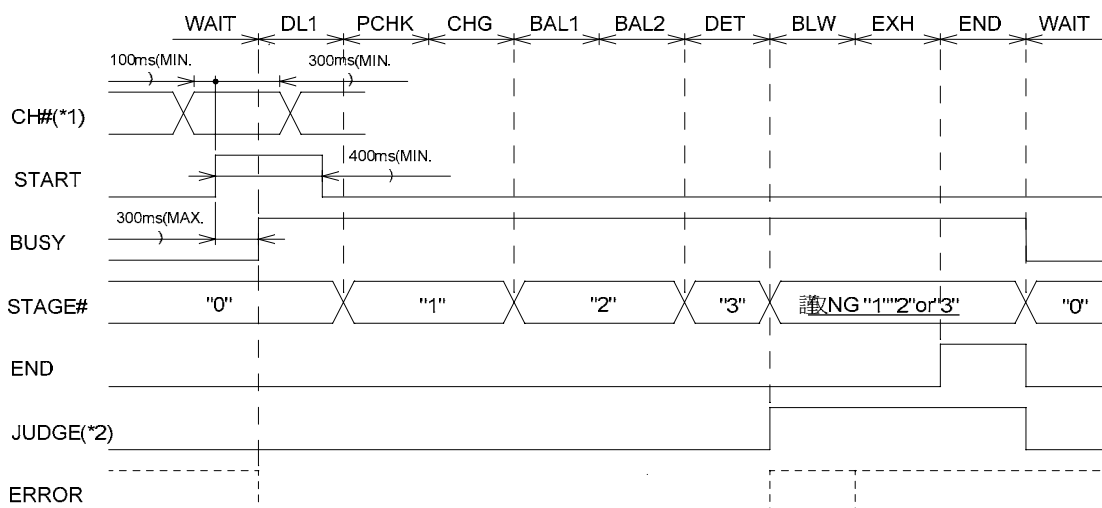 WAIT DL1 PCHK CHG BAL1 BAL2 DET BLW EXH END WAIT
100ms(MIN.
)
300ms(MIN.
)
CH#(*1)
400ms(MIN.
)
START
300ms(MAX.
)
BUSY
STAGE# "0" "1" "2" "3" NG "1""2"or"3" "0"
END
JUDGE(*2)
ERROR